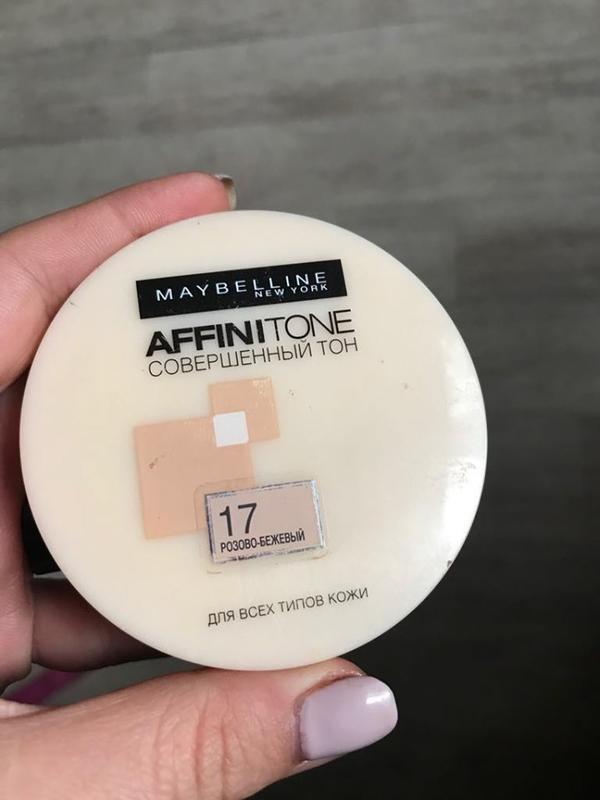 MAYBELLINE
NEW YORK
AFFINITONE
СОВЕРШЕННЫЙ ТОН
17
РОЗОВО-БЕЖЕВЫЙ
ДЛЯ ВСЕХ ТИПОВ КОЖИ